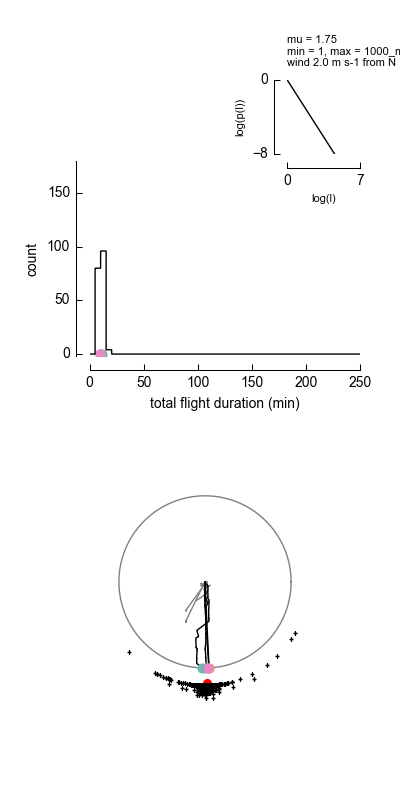 mu = 1.75
min = 1, max = 1000_m
wind 2.0 m s-1 from N
0
log(p(l))
−8
0 7
log(l)
150
100
count
50
0
0 50 100 150 200 250
total flight duration (min)